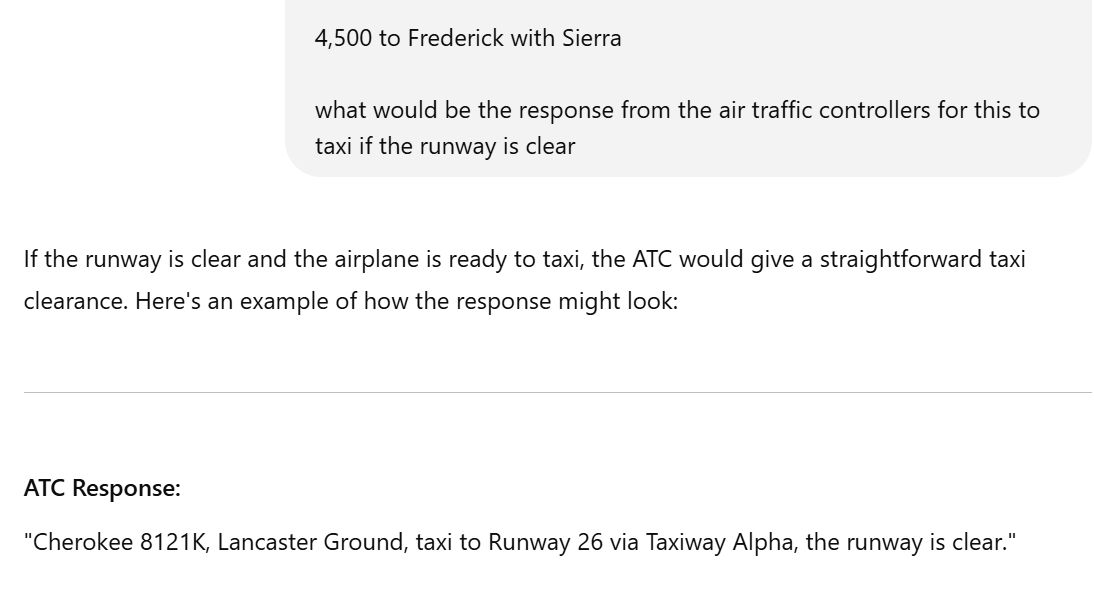 4,500 to Frederick with Sierra
what would be the response from the air traffic controllers for this to
taxi if the runway is clear
If the runway is clear and the airplane is ready to taxi, the ATC would give a straightforward taxi
clearance. Here's an example of how the response might look:
ATC Response:
"Cherokee 8121K, Lancaster Ground, taxi to Runway 26 via Taxiway Alpha, the runway is clear."